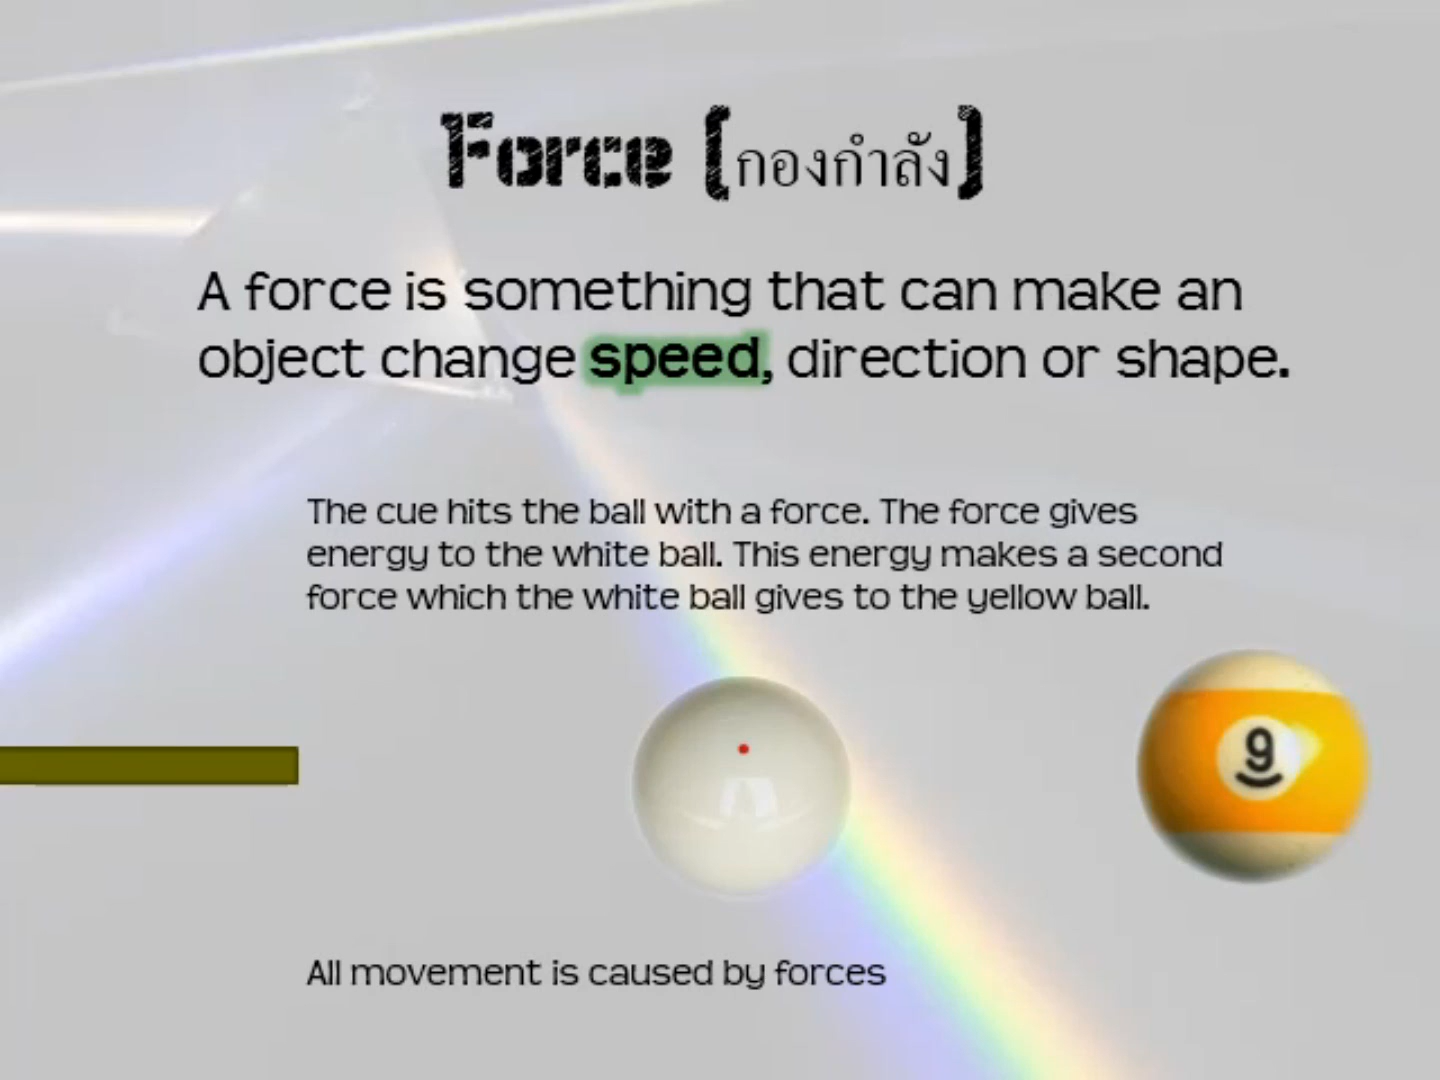 Force (กองกำลัง)
A force is something that can make an
object change speed, direction or shape.
The cue hits the ball with a force. The force gives
energy to the white ball. This energy makes a second
force which the white ball gives to the yellow ball.
9
All movement is caused by forces